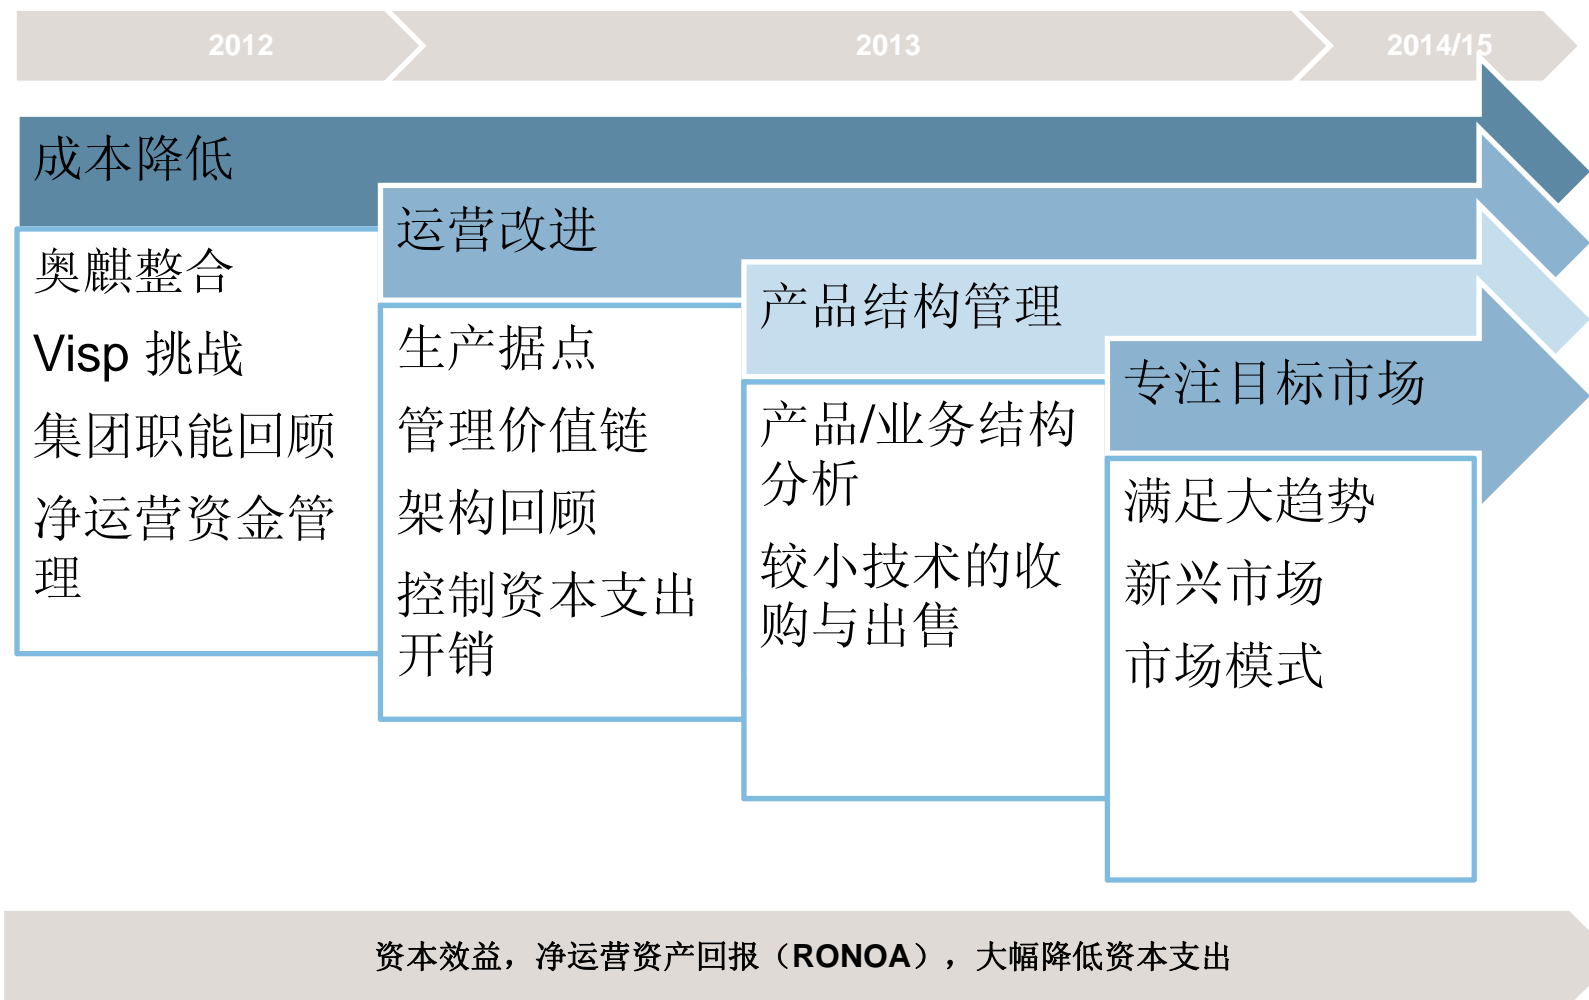 2012
2013
2014/15
成本降低
奥麒整合
Visp 挑战
集团职能回顾
净运营资金管
理
运营改进
生产据点
管理价值链
架构回顾
控制资本支出
开销
产品结构管理
产品/业务结构
分析
较小技术的收
购与出售
专注目标市场
满足大趋势
新兴市场
市场模式
资本效益，净运营资产回报（RONOA），大幅降低资本支出